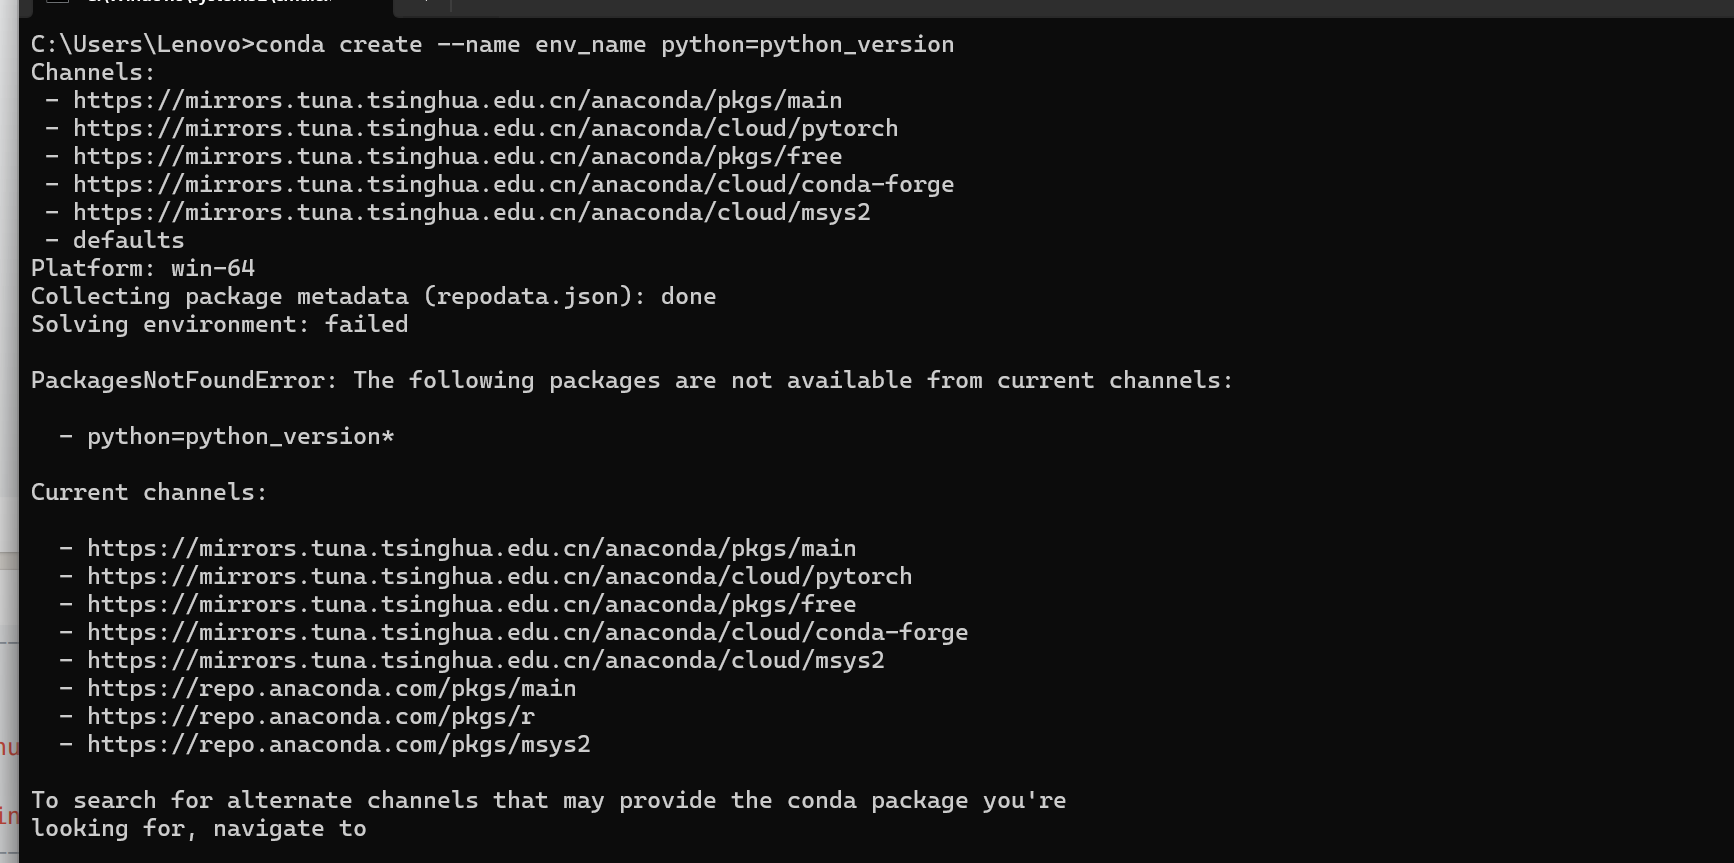 C:\Users\Lenovo>conda create --name env_name python=python_version
Channels:
 - https://mirrors.tuna.tsinghua.edu.cn/anaconda/pkgs/main
 - https://mirrors.tuna.tsinghua.edu.cn/anaconda/cloud/pytorch
 - https://mirrors.tuna.tsinghua.edu.cn/anaconda/pkgs/free
 - https://mirrors.tuna.tsinghua.edu.cn/anaconda/cloud/conda-forge
 - https://mirrors.tuna.tsinghua.edu.cn/anaconda/cloud/msys2
 - defaults
Platform: win-64
Collecting package metadata (repodata.json): done
Solving environment: failed

PackagesNotFoundError: The following packages are not available from current channels:

  - python=python_version*

Current channels:

  - https://mirrors.tuna.tsinghua.edu.cn/anaconda/pkgs/main
  - https://mirrors.tuna.tsinghua.edu.cn/anaconda/cloud/pytorch
  - https://mirrors.tuna.tsinghua.edu.cn/anaconda/pkgs/free
  - https://mirrors.tuna.tsinghua.edu.cn/anaconda/cloud/conda-forge
  - https://mirrors.tuna.tsinghua.edu.cn/anaconda/cloud/msys2
  - https://repo.anaconda.com/pkgs/main
  - https://repo.anaconda.com/pkgs/r
  - https://repo.anaconda.com/pkgs/msys2

To search for alternate channels that may provide the conda package you're
looking for, navigate to